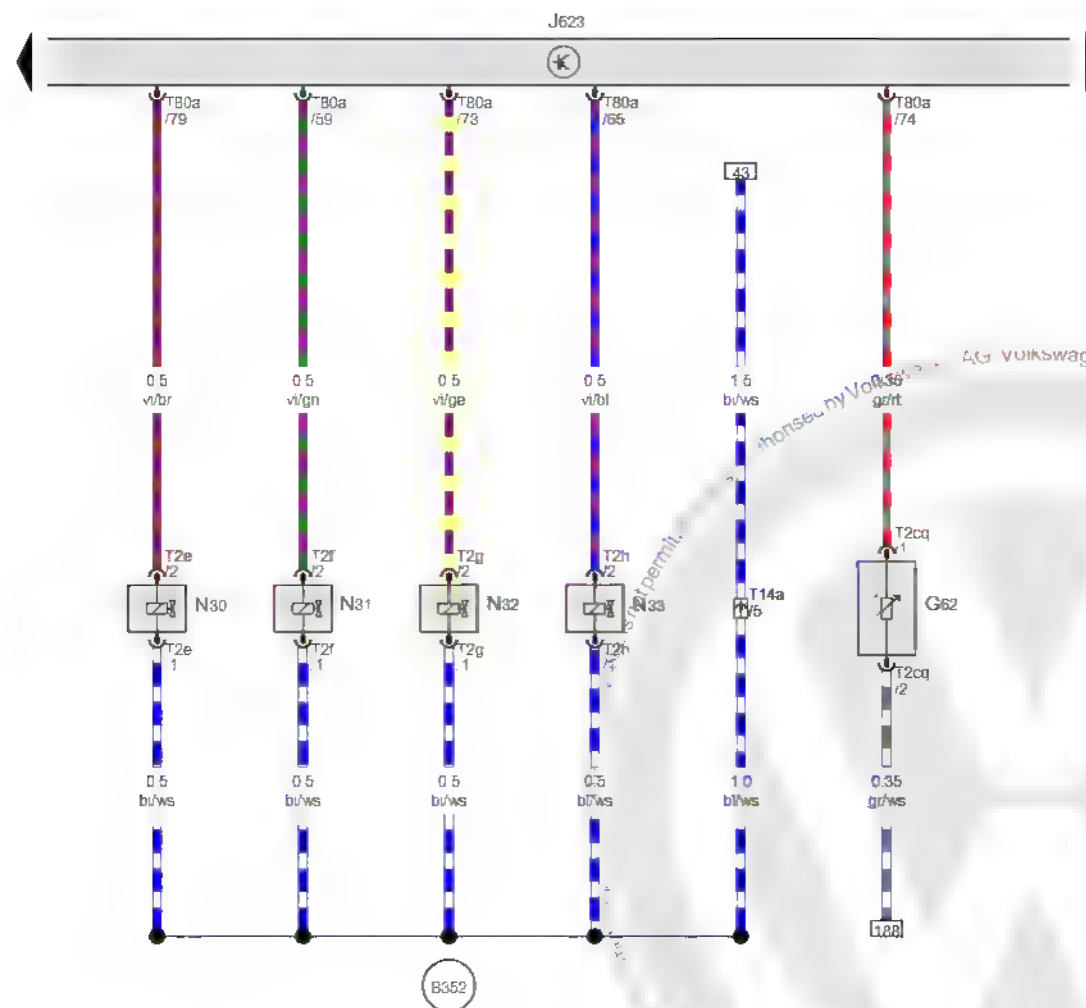 J623
T80a
/79
T80a
/59
T80a
/73
T80a
/65
T80a
/74
43
AG. Volkswag
0.5
vi/br
0.5
vi/gn
0.5
vi/ge
0.5
vi/bl
1.5
bl/ws
0.35
gr/rt
thorised by
not permit
T2e
/2
T2f
/2
T2g
/2
T2h
/2
T2cq
/1
N30
N31
N32
N33
T14a
/5
G62
T2e
1
T2f
1
T2g
1
T2h
T2cq
/2
0.5
bl/ws
0.5
bl/ws
0.5
bl/ws
0.5
bl/ws
1.0
bl/ws
0.35
gr/ws
188
B352